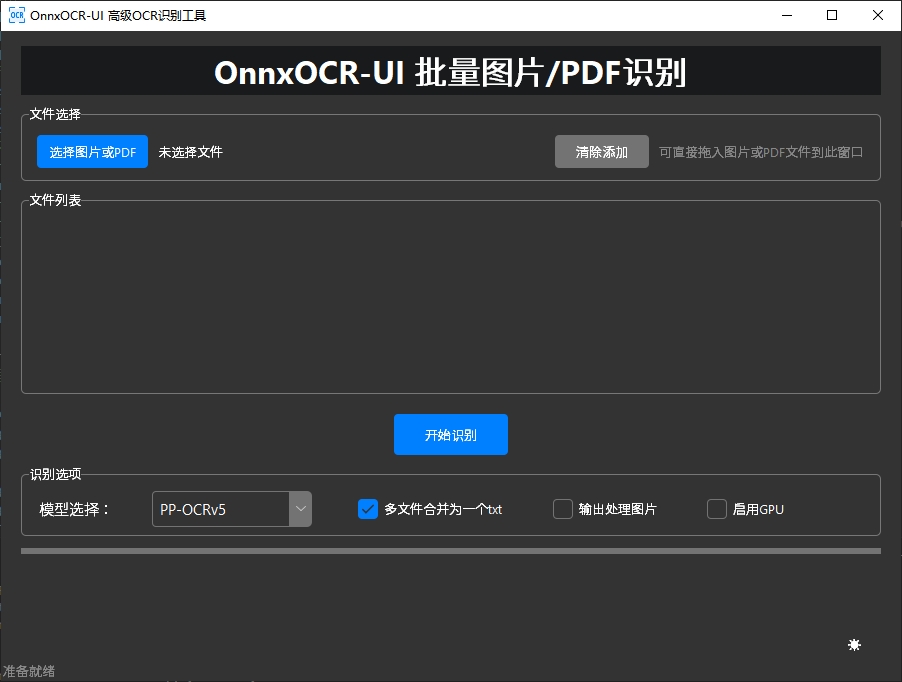 OCR OnnxOCR-UI 高级OCR识别工具
OnnxOCR-UI 批量图片/PDF识别
文件选择
选择图片或PDF 未选择文件 清除添加 可直接拖入图片或PDF文件到此窗口
文件列表
开始识别
识别选项
模型选择： PP-OCRv5 多文件合并为一个txt 输出处理图片 启用GPU
准备就绪